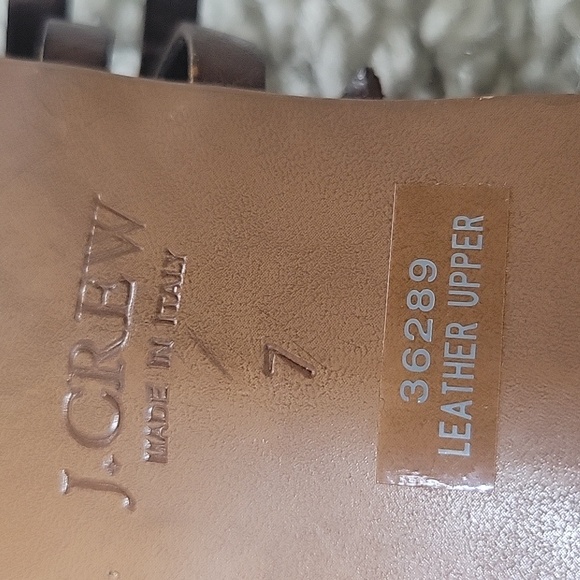 J.CREW
MADE IN ITALY
7
36289
LEATHER UPPER